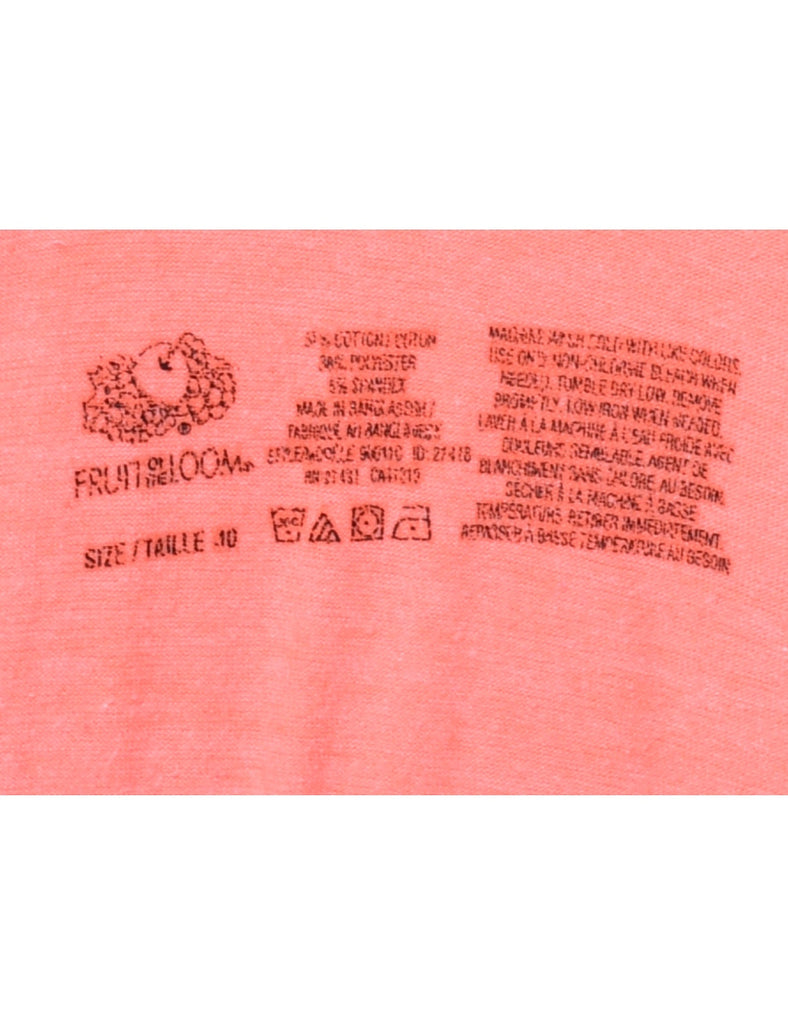 FRUIT OF THE LOOM
SIZE / TAILLE 10
COTTON / COTON
POLYESTER
5% SPANDEX
MADE IN BANGLADESH /
FABRIQUÉ AU BANGLADESH
ID: 27418
MACHINE WASH COLD WITH LIKE COLORS.
USE ONLY NON-CHLORINE BLEACH WHEN
NEEDED. TUMBLE DRY LOW. REMOVE
PROMPTLY. LOW IRON WHEN NEEDED.
LAVER À LA MACHINE À L'EAU FROIDE AVEC
COULEURS SEMBLABLE. AGENT DE
BLANCHIMENT SANS CHLORE, AU BESOIN.
SÉCHER À LA MACHINE À BASSE
TEMPÉRATURE. RETIRER IMMÉDIATEMENT.
REPASSER À BASSE TEMPÉRATURE AU BESOIN